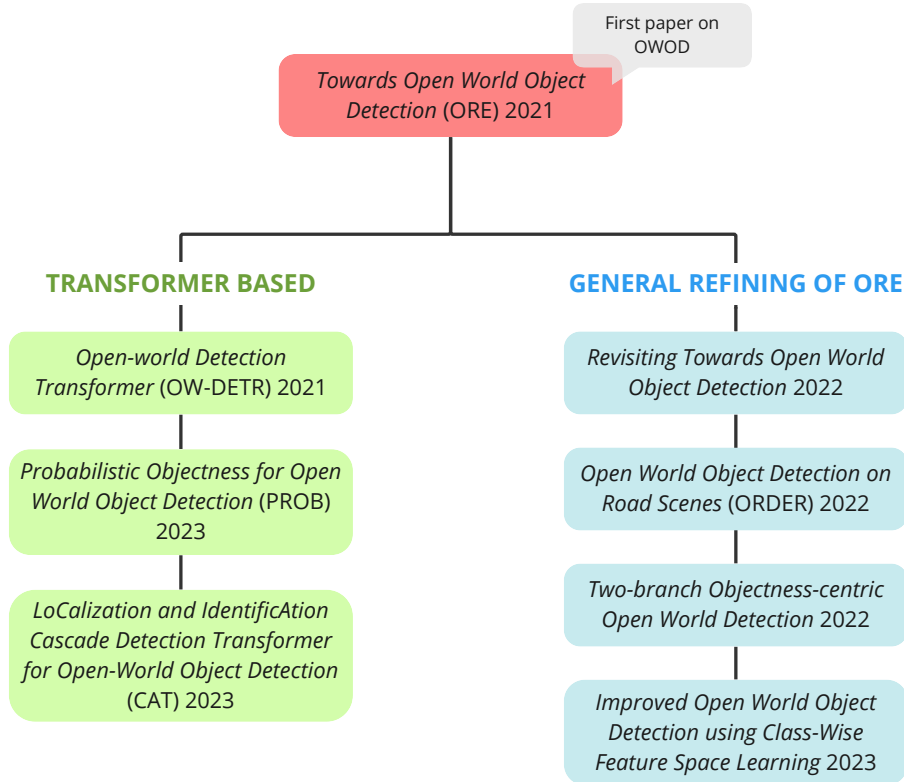 First paper on
OWOD
Towards Open World Object
Detection (ORE) 2021
TRANSFORMER BASED
Open-world Detection
Transformer (OW-DETR) 2021
Probabilistic Objectness for Open
World Object Detection (PROB)
2023
LoCalization and IdentificAtion
Cascade Detection Transformer
for Open-World Object Detection
(CAT) 2023
GENERAL REFINING OF ORE
Revisiting Towards Open World
Object Detection 2022
Open World Object Detection on
Road Scenes (ORDER) 2022
Two-branch Objectness-centric
Open World Detection 2022
Improved Open World Object
Detection using Class-Wise
Feature Space Learning 2023